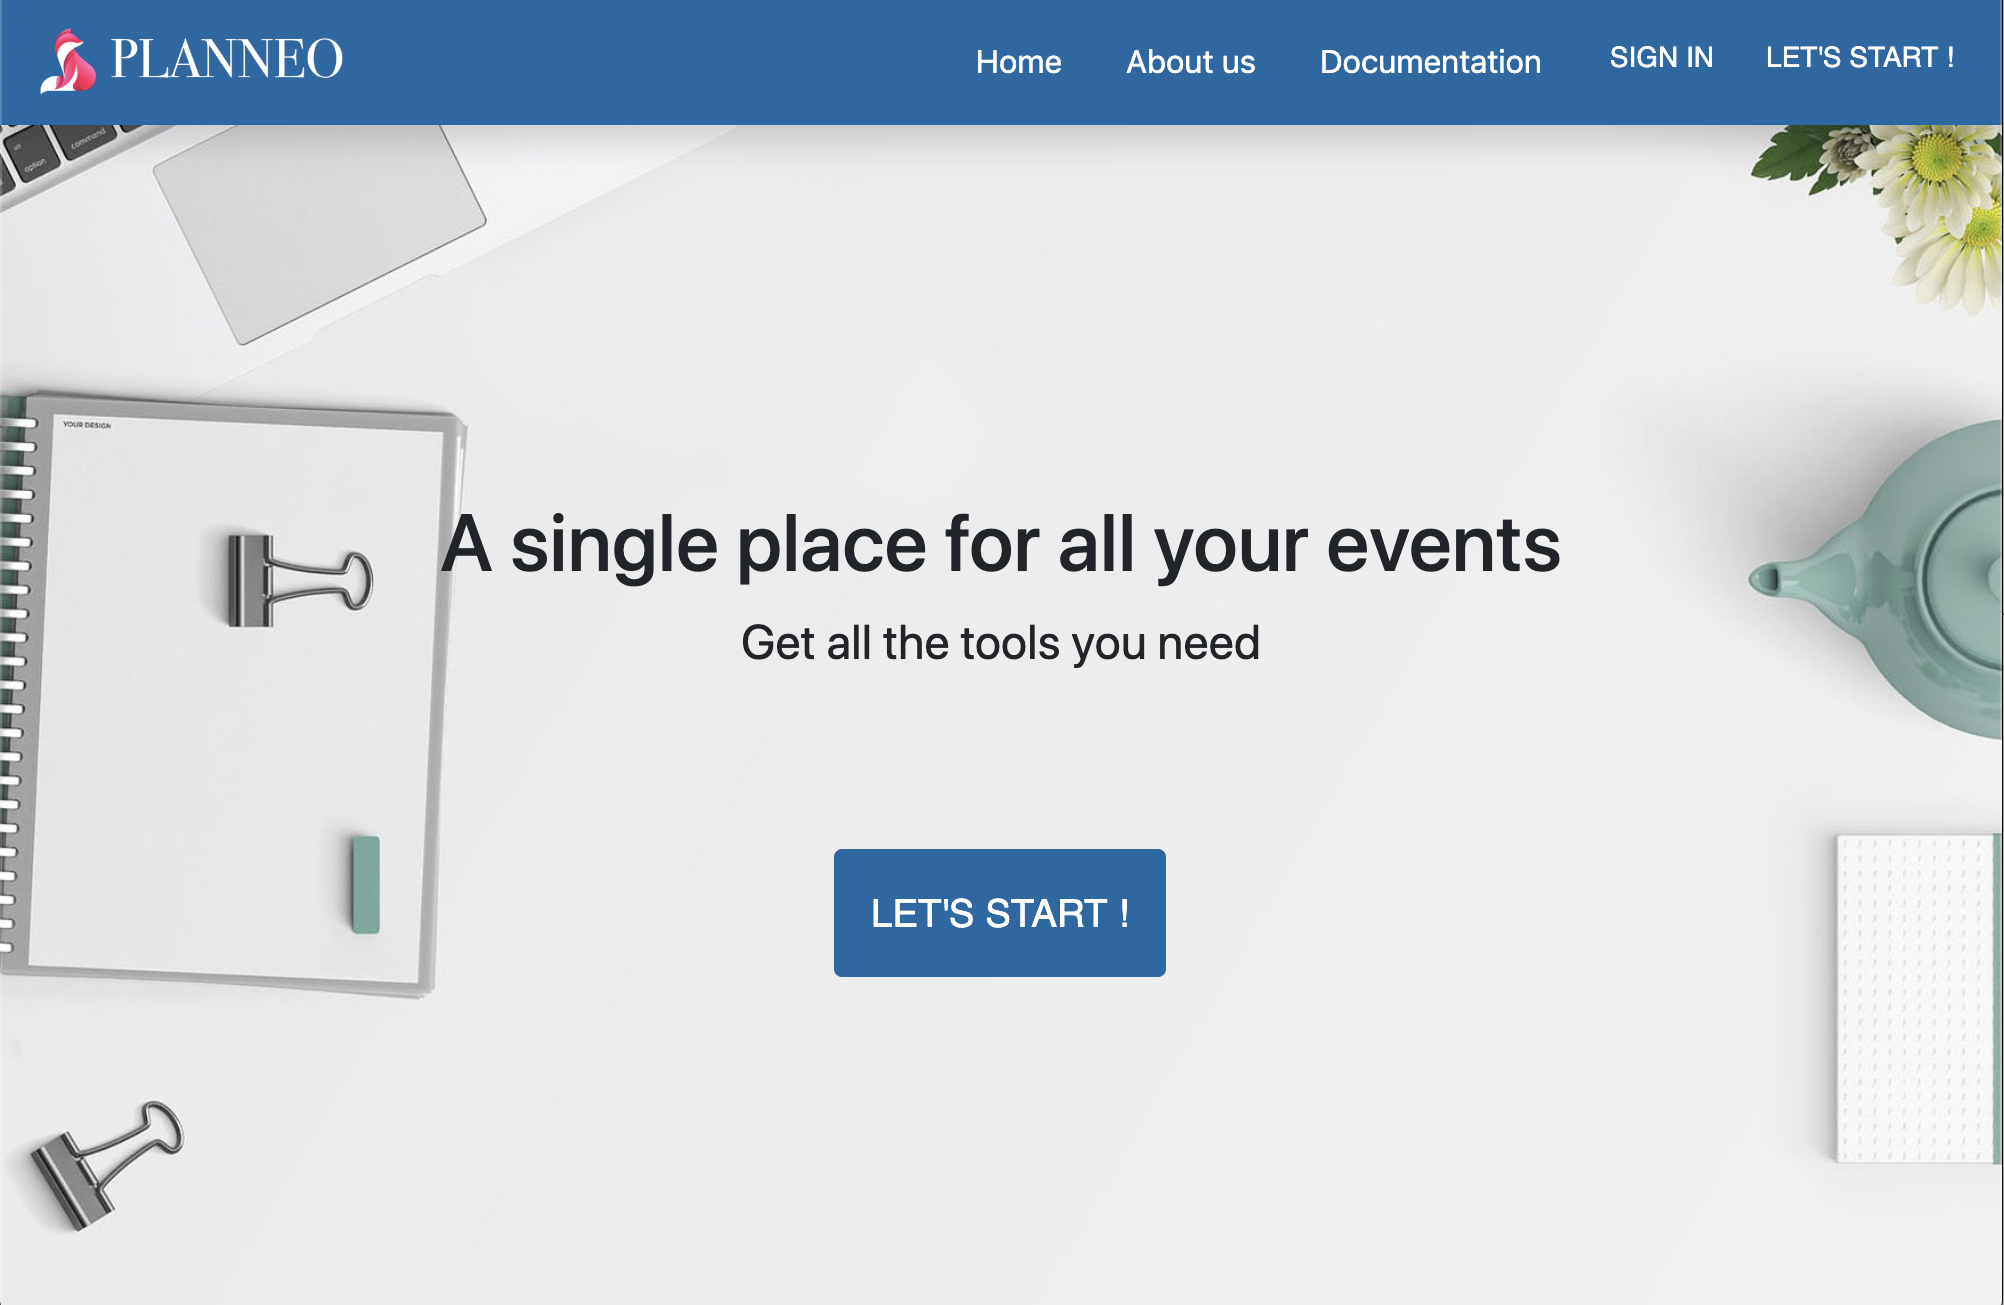 PLANNEO
Home About us Documentation SIGN IN LET'S START !
alt
option
command
YOUR DESIGN
A single place for all your events
Get all the tools you need
LET'S START !